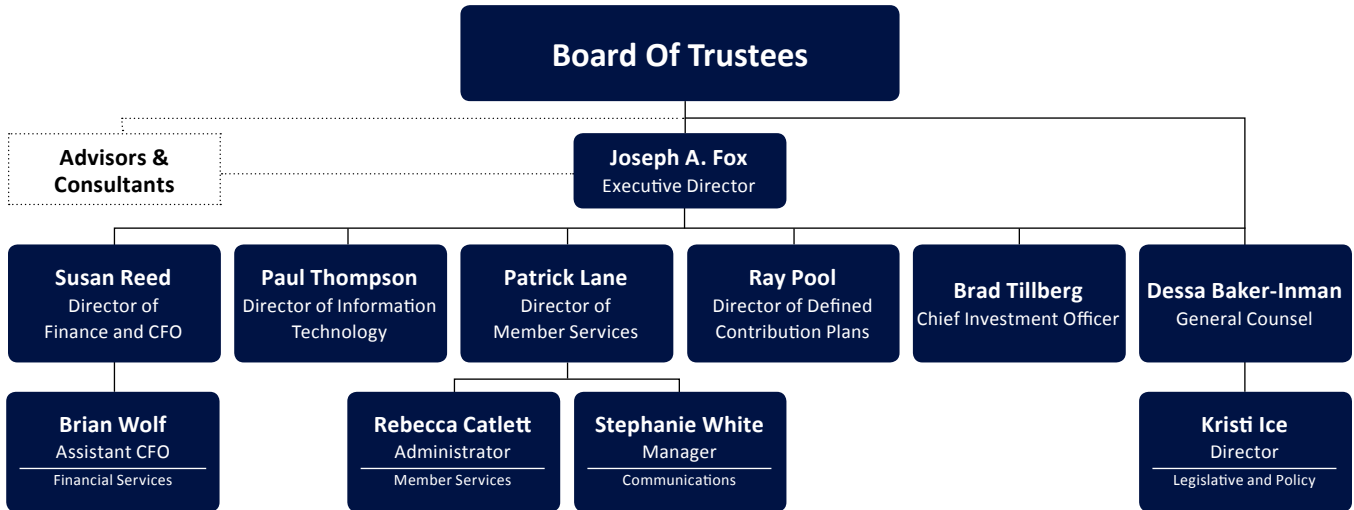 Board Of Trustees
Advisors &
Consultants
Joseph A. Fox
Executive Director
Susan Reed
Director of
Finance and CFO
Paul Thompson
Director of Information
Technology
Patrick Lane
Director of
Member Services
Ray Pool
Director of Defined
Contribution Plans
Brad Tillberg
Chief Investment Officer
Dessa Baker-Inman
General Counsel
Brian Wolf
Assistant CFO
Financial Services
Rebecca Catlett
Administrator
Member Services
Stephanie White
Manager
Communications
Kristi Ice
Director
Legislative and Policy